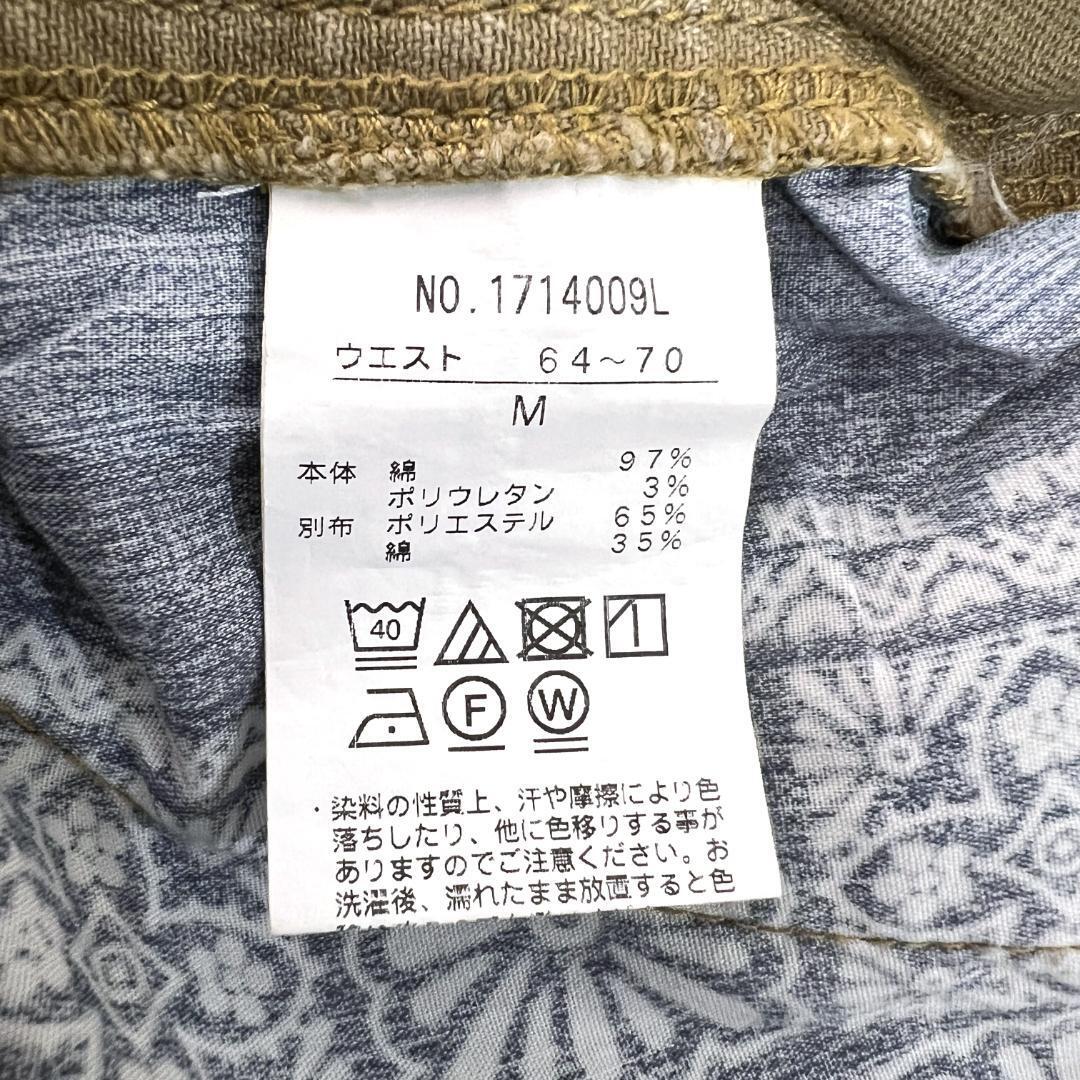 NO.1714009L
ウエスト 64～70
M
本体 綿 97%
ポリウレタン 3%
別布 ポリエステル 65%
綿 35%
40
F W
・染料の性質上、汗や摩擦により色
落ちしたり、他に色移りする事が
ありますのでご注意ください。お
洗濯後、濡れたまま放置すると色